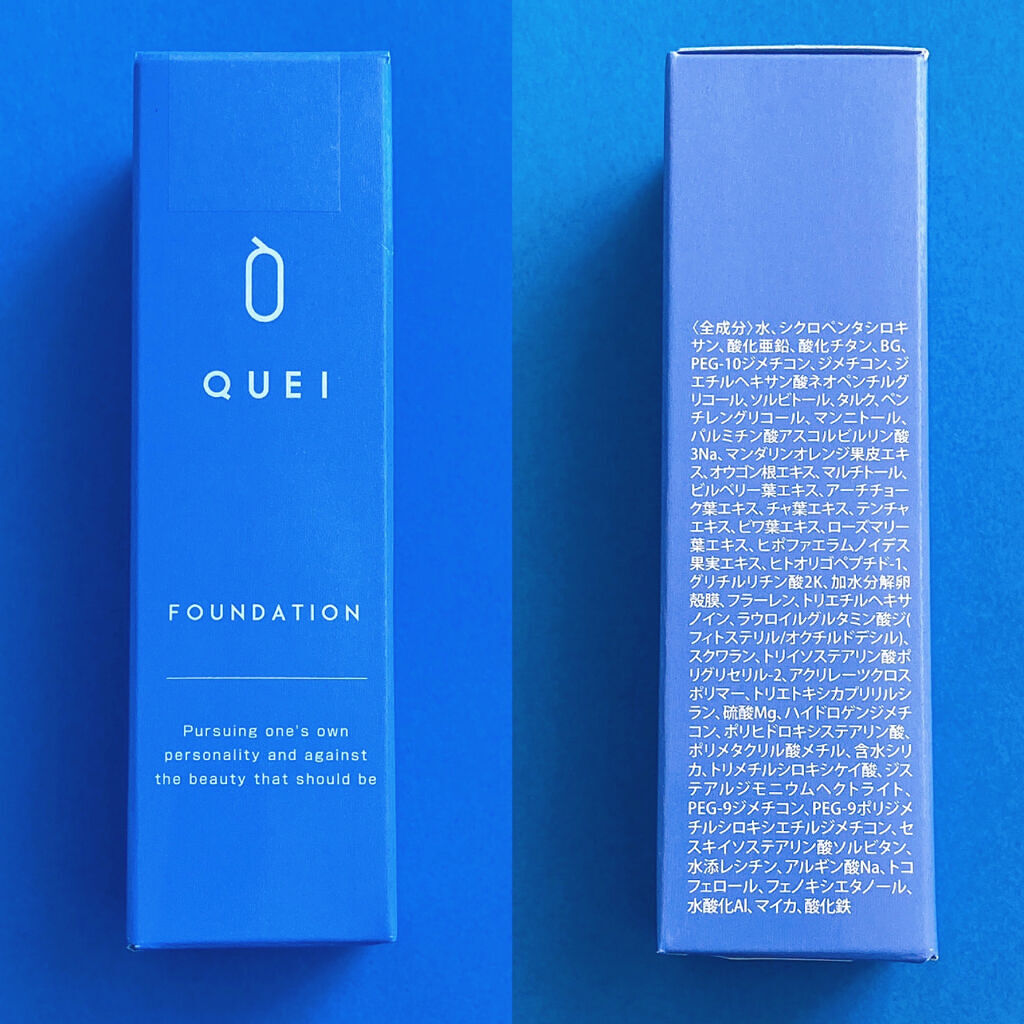 QUEI
FOUNDATION
Pursuing one's own
personality and against
the beauty that should be
〈全成分〉水、シクロペンタシロキ
サン、酸化亜鉛、酸化チタン、BG、
PEG-10ジメチコン、ジメチコン、ジ
エチルヘキサン酸ネオペンチルグ
リコール、ソルビトール、タルク、ペン
チレングリコール、マンニトール、
パルミチン酸アスコルビルリン酸
3Na、マンダリンオレンジ果皮エキ
ス、オウゴン根エキス、マルチトール、
ビルベリー葉エキス、アーチチョー
ク葉エキス、チャ葉エキス、テンチャ
エキス、ビワ葉エキス、ローズマリー
葉エキス、ヒポファエラムノイデス
果実エキス、ヒトオリゴペプチド-1、
グリチルリチン酸2K、加水分解卵
殻膜、フラーレン、トリエチルヘキサ
ノイン、ラウロイルグルタミン酸ジ(
フィトステリル/オクチルドデシル)、
スクワラン、トリイソステアリン酸ポ
リグリセリル-2、アクリレーツクロス
ポリマー、トリエトキシカプリリルシ
ラン、硫酸Mg、ハイドロゲンジメチ
コン、ポリヒドロキシステアリン酸、
ポリメタクリル酸メチル、含水シリ
カ、トリメチルシロキシケイ酸、ジス
テアルジモニウムヘクトライト、
PEG-9ジメチコン、PEG-9ポリジメ
チルシロキシエチルジメチコン、セ
スキイソステアリン酸ソルビタン、
水添レシチン、アルギン酸Na、トコ
フェロール、フェノキシエタノール、
水酸化Al、マイカ、酸化鉄